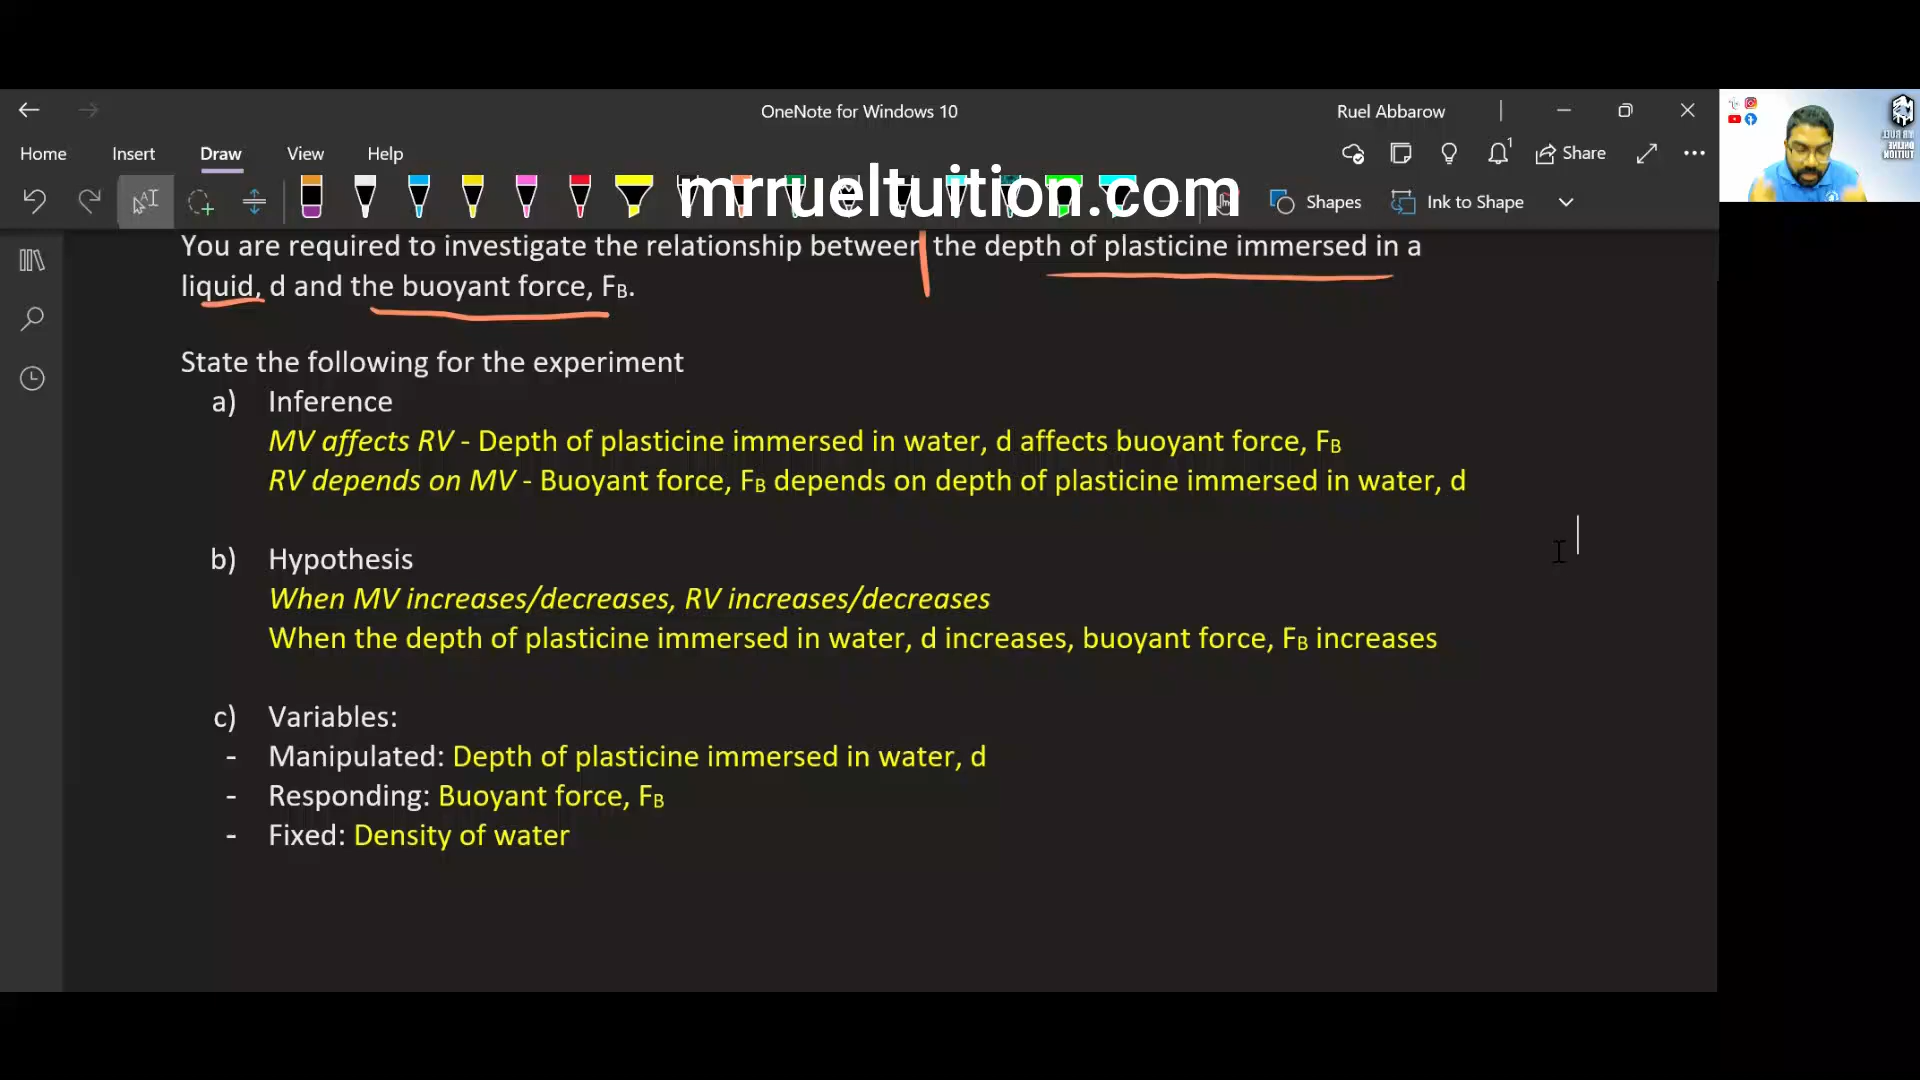 OneNote for Windows 10
Ruel Abbarow
Home Insert Draw View Help
1
Share
mrrueltuition.com
Shapes
Ink to Shape
You are required to investigate the relationship between the depth of plasticine immersed in a
liquid, d and the buoyant force, FB.
State the following for the experiment
a) Inference
MV affects RV - Depth of plasticine immersed in water, d affects buoyant force, FB
RV depends on MV - Buoyant force, FB depends on depth of plasticine immersed in water, d
b) Hypothesis
When MV increases/decreases, RV increases/decreases
When the depth of plasticine immersed in water, d increases, buoyant force, FB increases
c) Variables:
- Manipulated: Depth of plasticine immersed in water, d
- Responding: Buoyant force, FB
- Fixed: Density of water